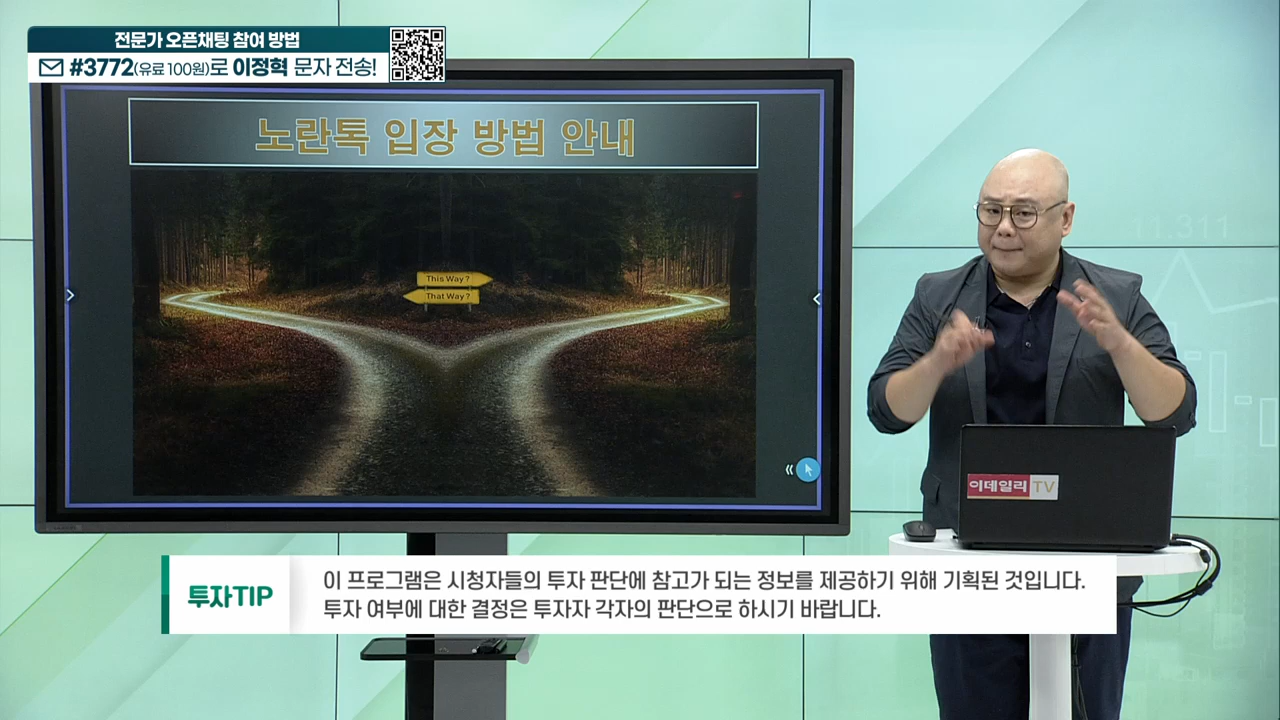 전문가 오픈채팅 참여 방법
#3772(유료 100원)로 이정혁 문자 전송!
노란톡 입장 방법 안내
This Way ?
That Way ?
11.311
이데일리 TV
투자TIP
이 프로그램은 시청자들의 투자 판단에 참고가 되는 정보를 제공하기 위해 기획된 것입니다.
투자 여부에 대한 결정은 투자자 각자의 판단으로 하시기 바랍니다.